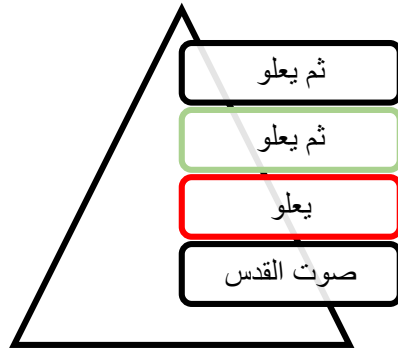 ثم يعلو
ثم يعلو
يعلو
صوت القدس